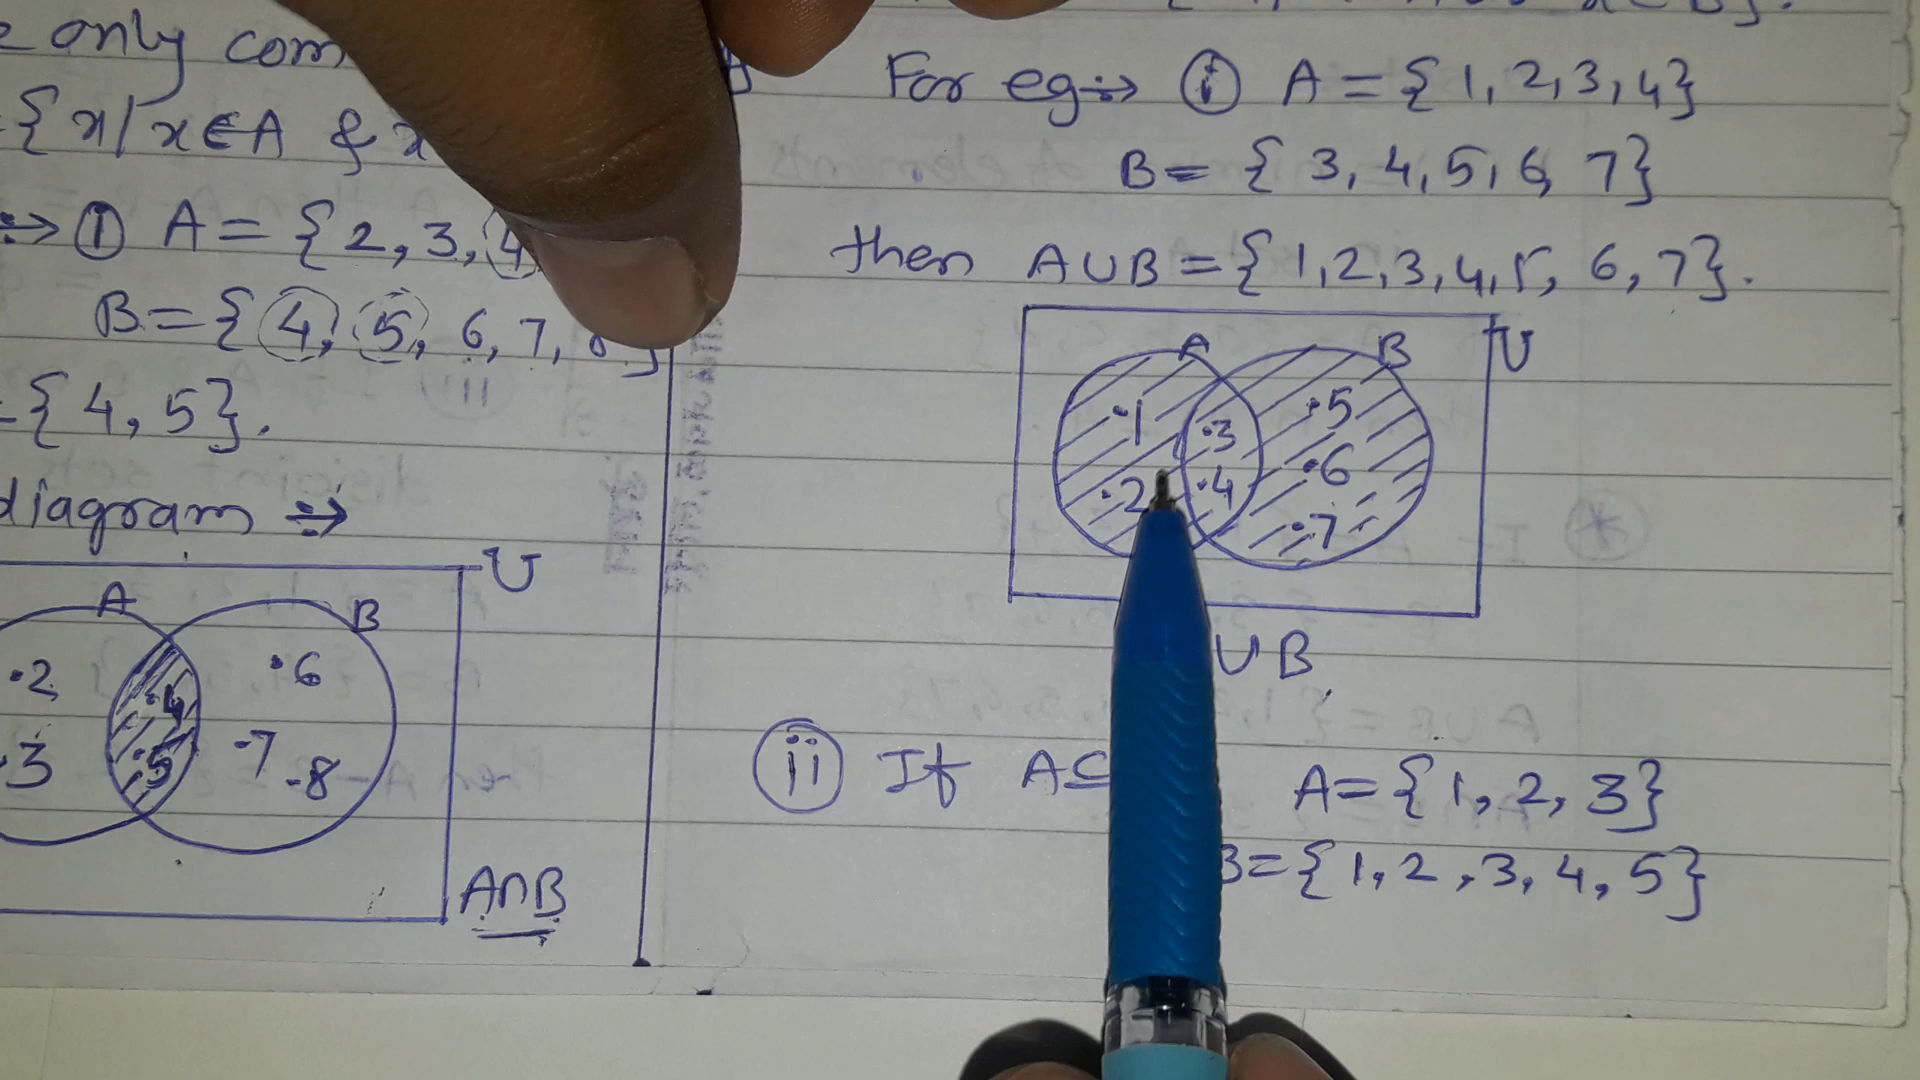 only com
{x/x∈A & x
① A = {2, 3, 4
B = {4, 5, 6, 7, 8}
= {4, 5}.
diagram ÷>
U
A B
.2 .4 .6
.3 .5 .7 .8
A∩B
For eg ÷> ① A = {1, 2, 3, 4}
B = {3, 4, 5, 6, 7}
then A∪B = {1, 2, 3, 4, 5, 6, 7}.
A B U
.1 .3 .5
.6
.2 .4
.7
∪B
ⅱ If A⊆ A = {1, 2, 3}
B = {1, 2, 3, 4, 5}